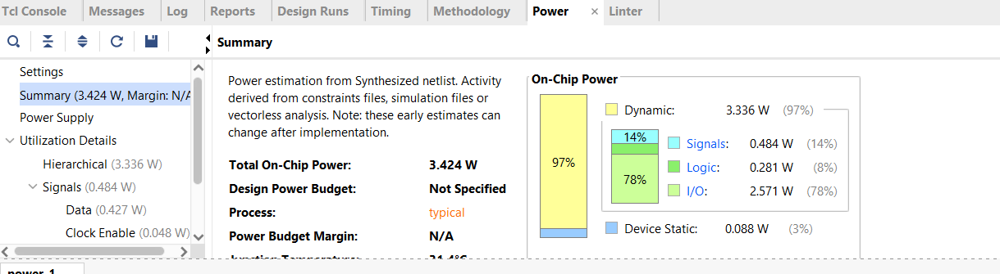 Tcl Console Messages Log Reports Design Runs Timing Methodology Power × Linter
Summary
Settings
Summary (3.424 W, Margin: N/A
Power Supply
Utilization Details
Hierarchical (3.336 W)
Signals (0.484 W)
Data (0.427 W)
Clock Enable (0.048 W)
Power estimation from Synthesized netlist. Activity
derived from constraints files, simulation files or
vectorless analysis. Note: these early estimates can
change after implementation.
Total On-Chip Power: 3.424 W
Design Power Budget: Not Specified
Process: typical
Power Budget Margin: N/A
Junction Temperature: 31.4°C
On-Chip Power
97%
Dynamic: 3.336 W (97%)
14%
78%
Signals: 0.484 W (14%)
Logic: 0.281 W (8%)
I/O: 2.571 W (78%)
Device Static: 0.088 W (3%)
power_1